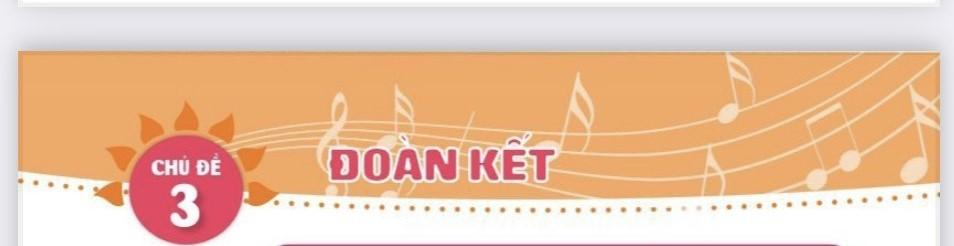 CHỦ ĐỀ
3
ĐOÀN KẾT